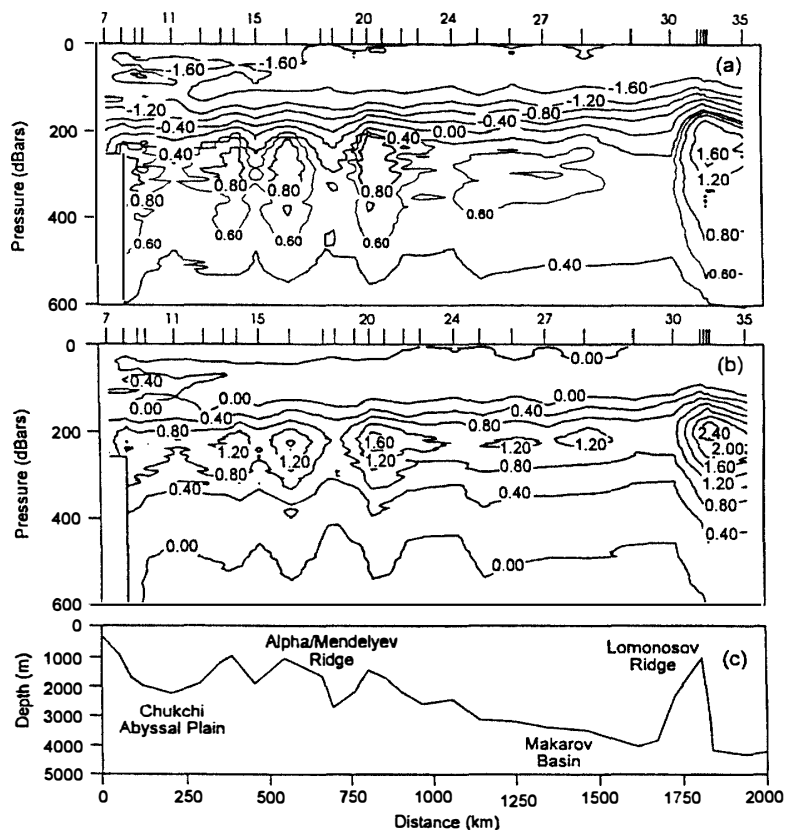 7 8 11 15 20 24 27 30 35
(a)
0
-1.60 -1.60 -1.60
-1.20 -0.80 -1.20
-0.40 0.00 -0.40 -0.80
200
0.40 0.40
1.60
0.80 0.80 0.80
1.20
400
0.60 0.60 0.60 0.60
0.80
0.40 0.40
0.60
600
Pressure (dBars)
7 11 15 20 24 27 30 35
(b)
0
0.00
0.40
0.00 0.00 0.40
0.40 0.80
200
0.80 1.60 1.20 1.20 2.40
1.20 1.20 2.00
0.80 1.20 0.80 1.60
1.20
0.40 0.40 0.80
400
0.40
0.00 0.00
600
Pressure (dBars)
(c)
0
1000
2000
3000
4000
5000
Depth (m)
Alpha/Mendelyev
Ridge
Lomonosov
Ridge
Chukchi
Abyssal Plain
Makarov
Basin
0 250 500 750 1000 1250 1500 1750 2000
Distance (km)